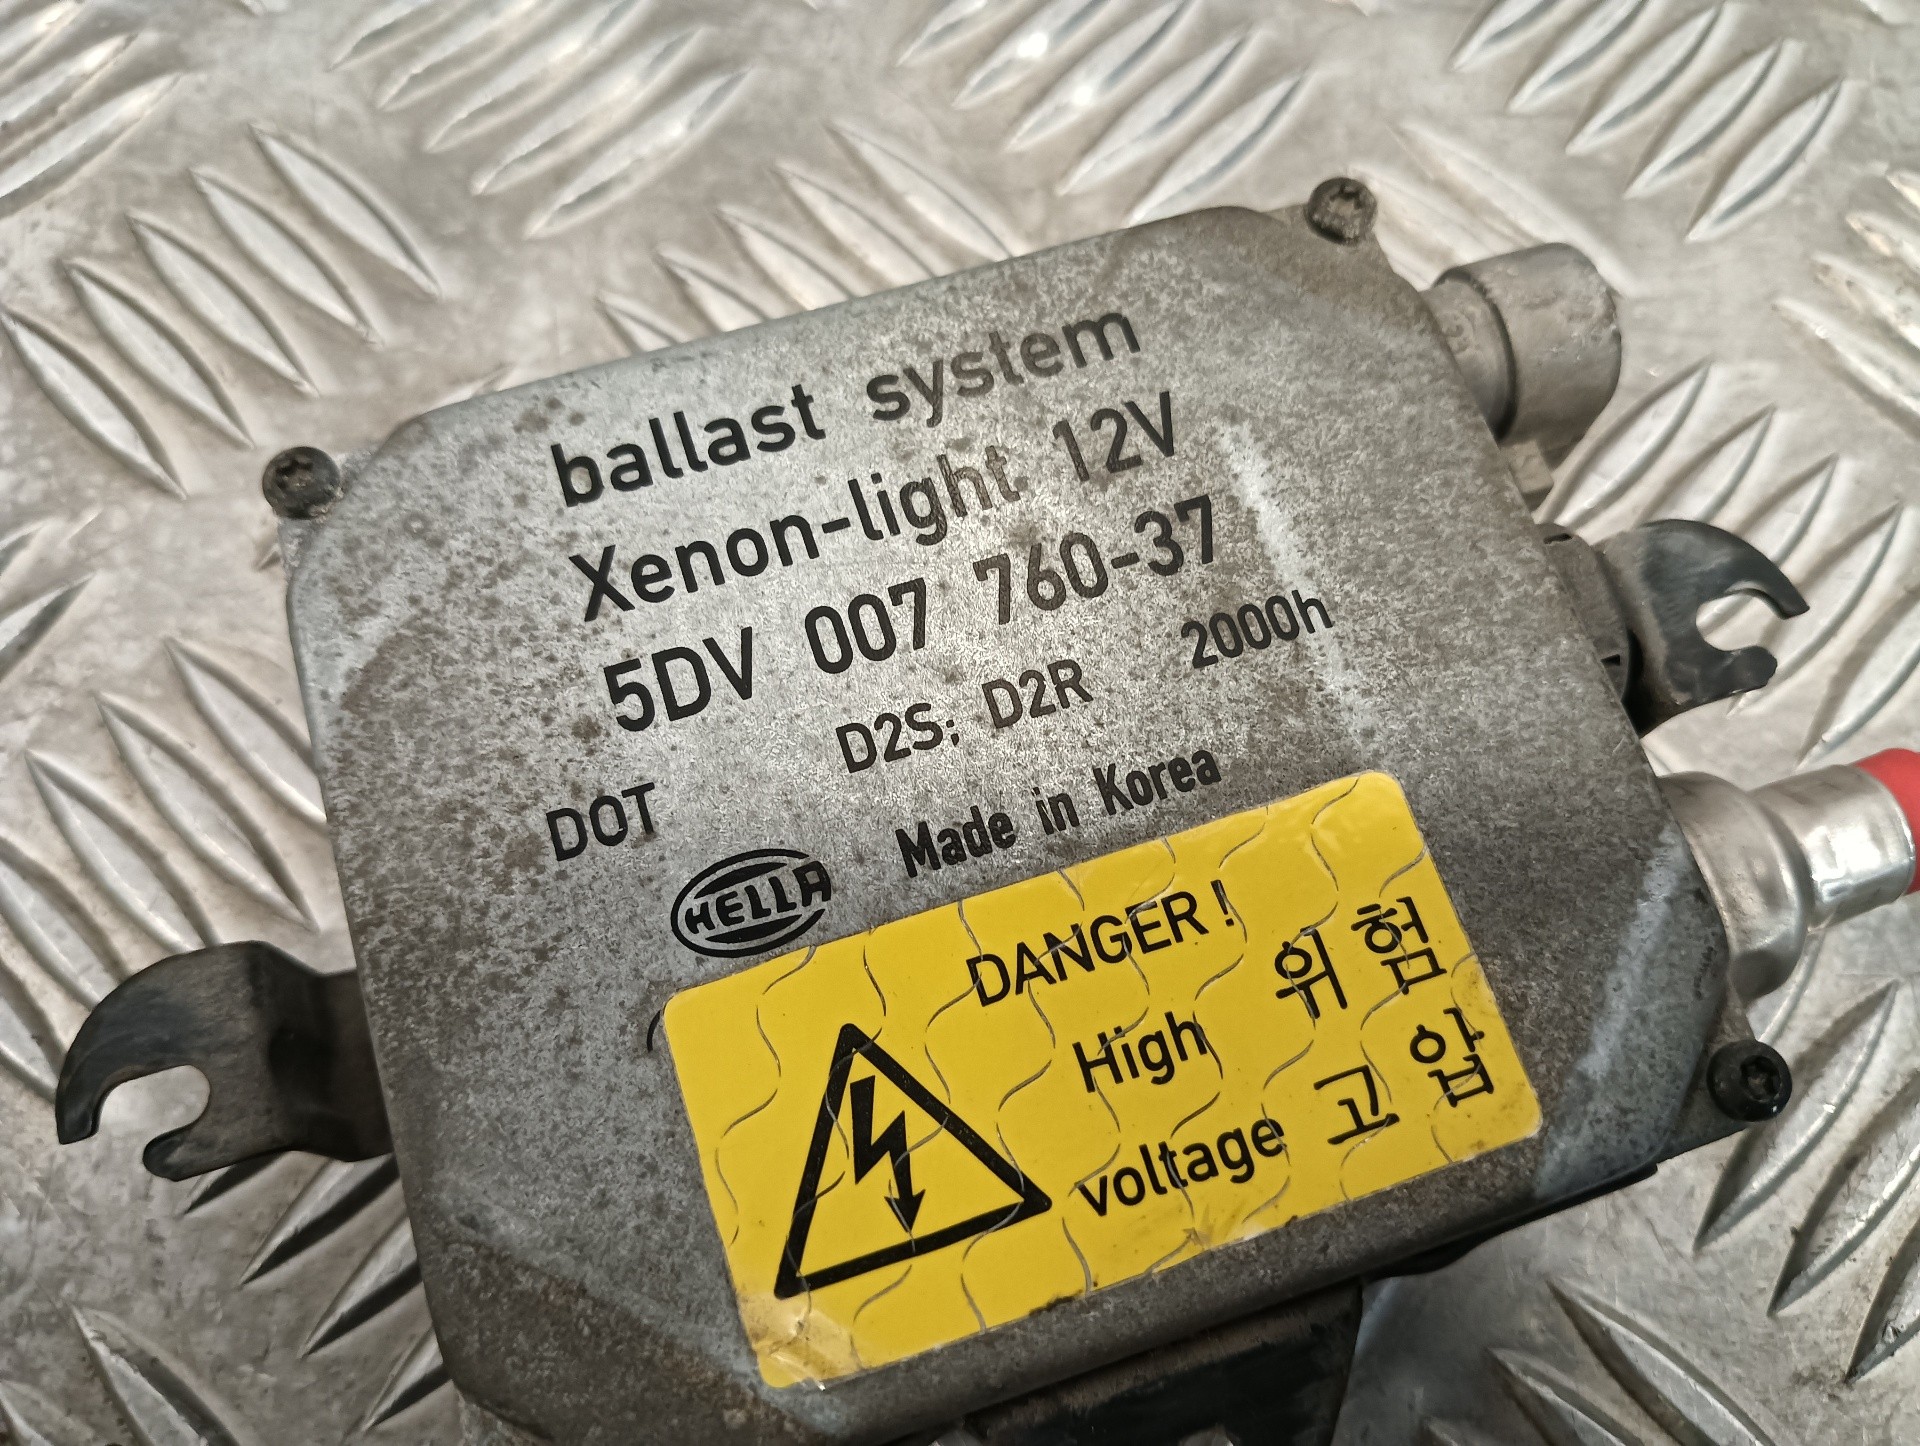 ballast system
Xenon-light 12V
5DV 007 760-37
D2S; D2R 2000h
DOT
HELLA Made in Korea
DANGER! 위험
High
voltage 고압